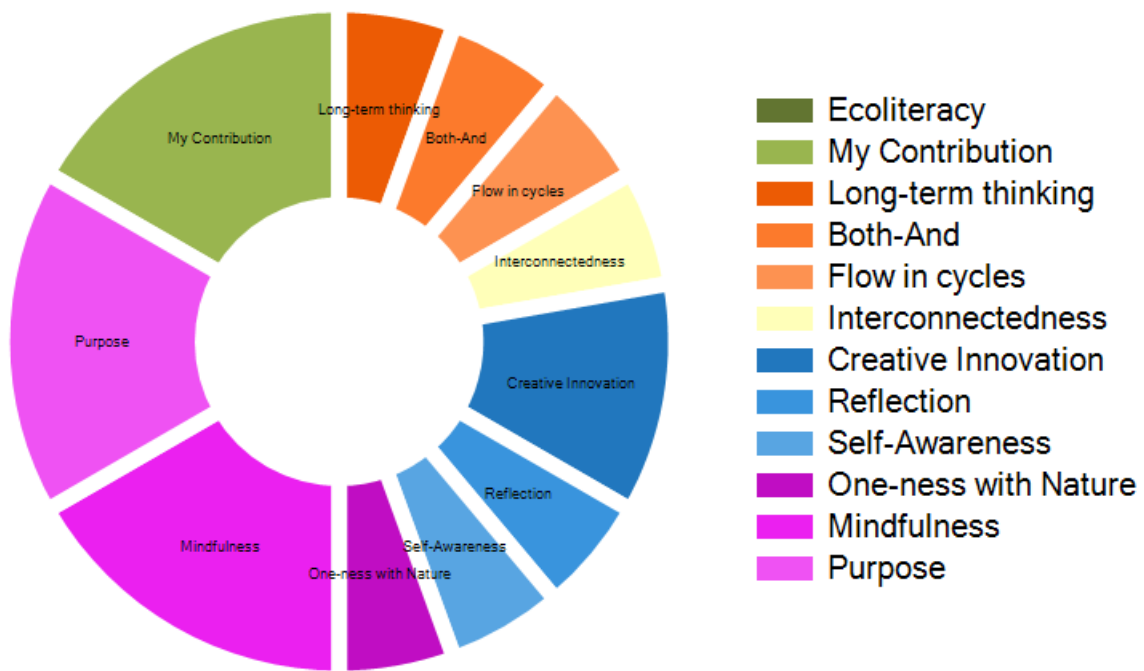 Long-term thinking
Both-And
My Contribution
Flow in cycles
Interconnectedness
Purpose
Creative Innovation
Reflection
Self-Awareness
Mindfulness
One-ness with Nature
Ecoliteracy
My Contribution
Long-term thinking
Both-And
Flow in cycles
Interconnectedness
Creative Innovation
Reflection
Self-Awareness
One-ness with Nature
Mindfulness
Purpose